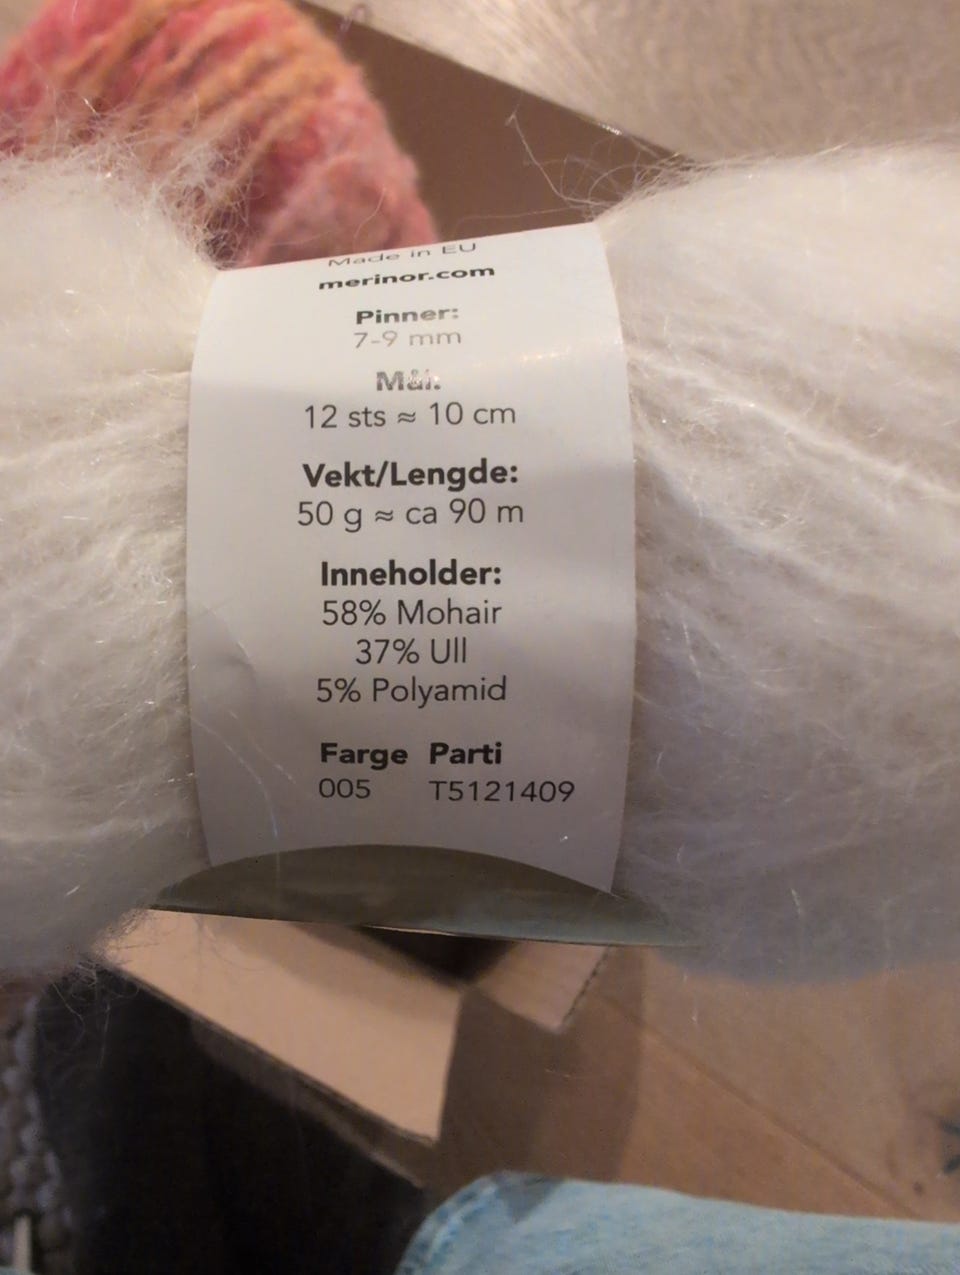 Made in EU
merinor.com
Pinner:
7-9 mm
Mål:
12 sts ≈ 10 cm
Vekt/Lengde:
50 g ≈ ca 90 m
Inneholder:
58% Mohair
37% Ull
5% Polyamid
Farge Parti
005 T5121409